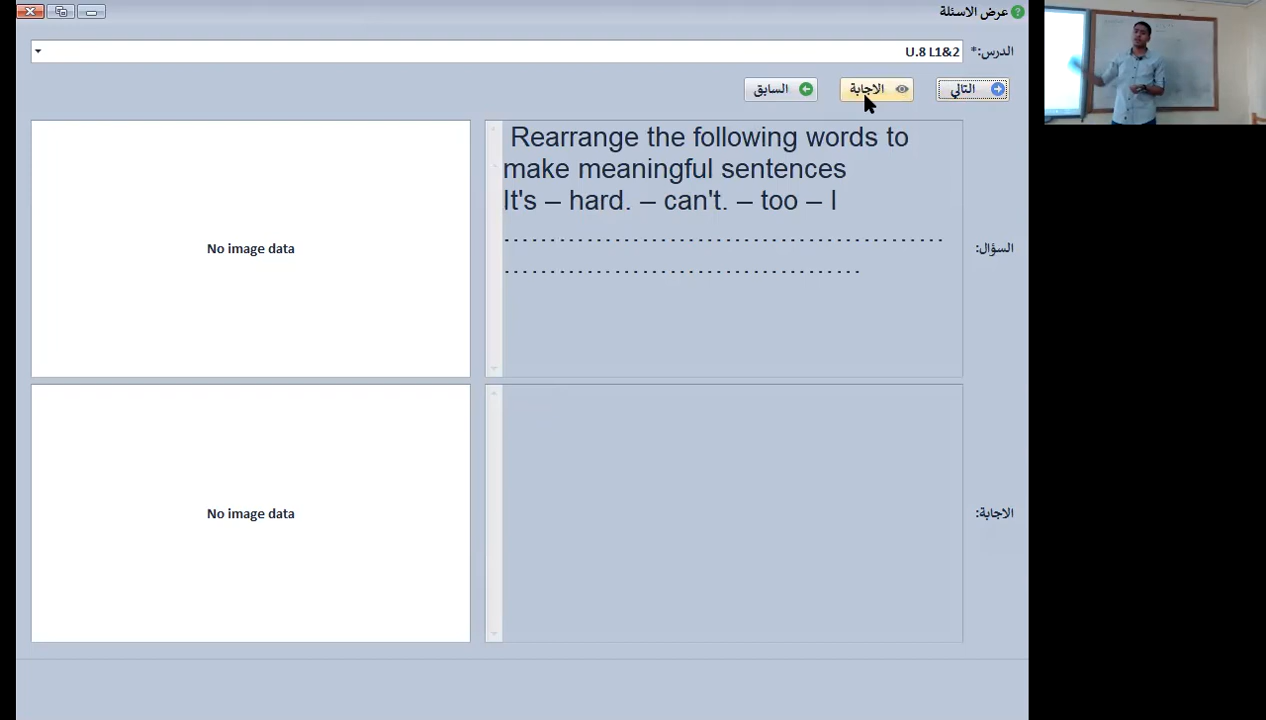 عرض الاسئلة
الدرس:*
U.8 L1&2
التالي
الاجابة
السابق
Rearrange the following words to
make meaningful sentences
It's – hard. – can't. – too – I
..............................................
.....................................
السؤال:
No image data
الاجابة:
No image data